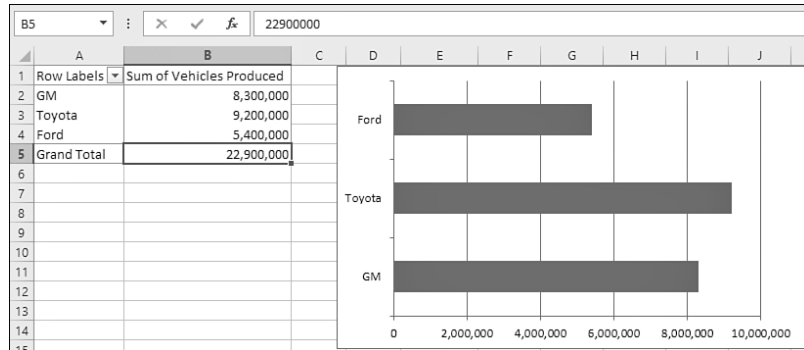 B5 fx 22900000
A B C D E F G H I J
1 Row Labels Sum of Vehicles Produced
2 GM 8,300,000
3 Toyota 9,200,000
4 Ford 5,400,000
5 Grand Total 22,900,000
6
7
8
9
10
11
12
13
14
15
Ford
Toyota
GM
0 2,000,000 4,000,000 6,000,000 8,000,000 10,000,000